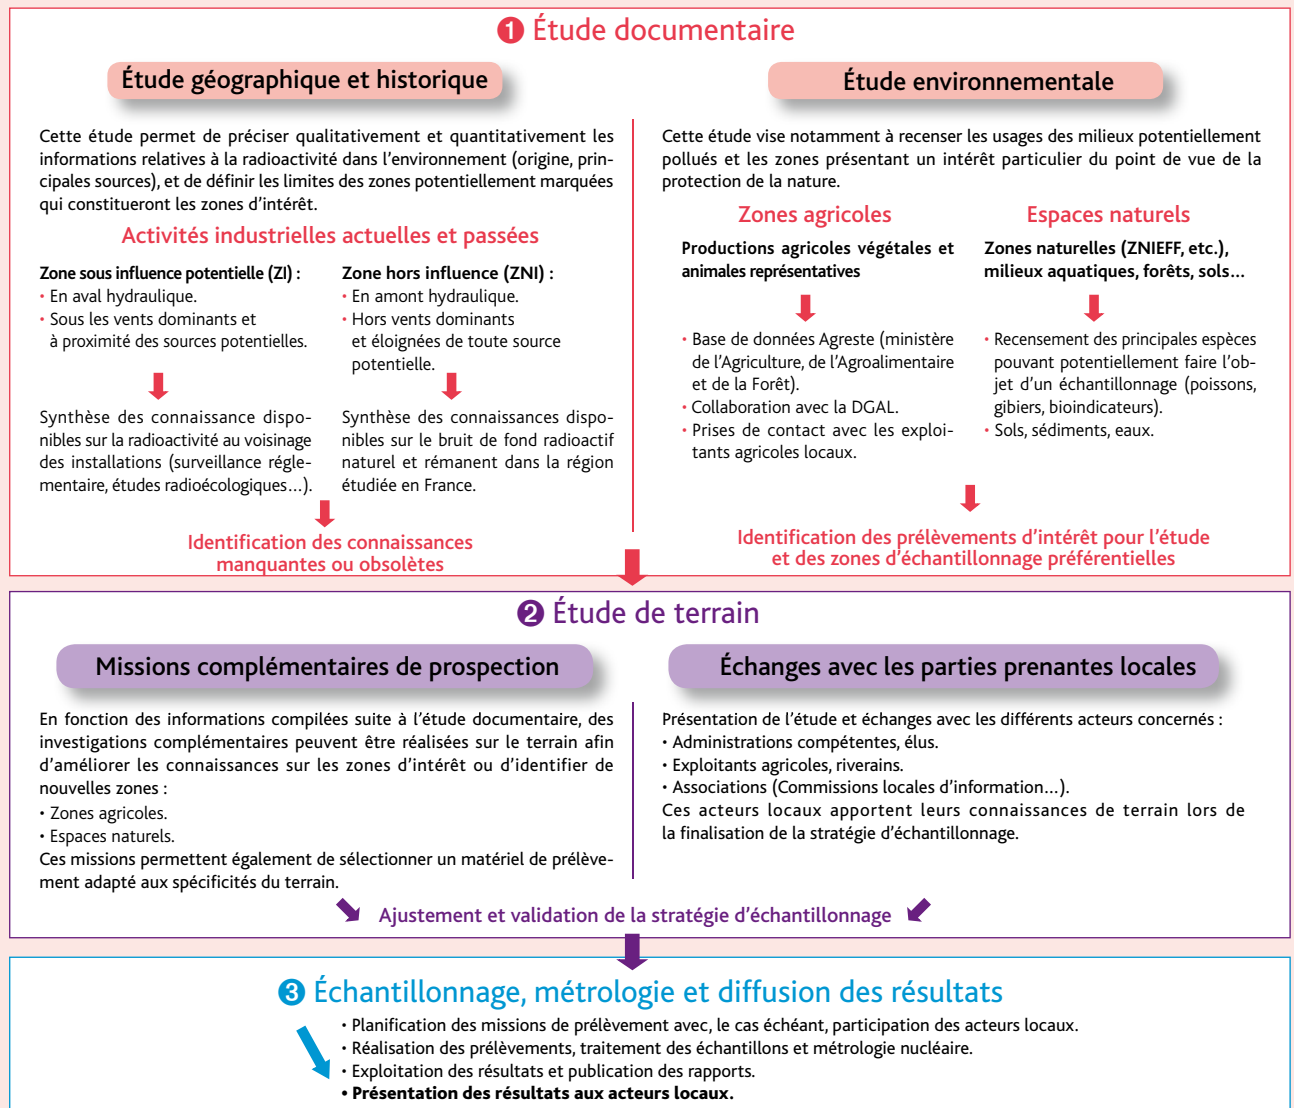 ❶ Étude documentaire
Étude géographique et historique
Cette étude permet de préciser qualitativement et quantitativement les
informations relatives à la radioactivité dans l'environnement (origine, prin-
cipales sources), et de définir les limites des zones potentiellement marquées
qui constitueront les zones d'intérêt.
Activités industrielles actuelles et passées
Zone sous influence potentielle (ZI) :
• En aval hydraulique.
• Sous les vents dominants et
à proximité des sources potentielles.
Synthèse des connaissance dispo-
nibles sur la radioactivité au voisinage
des installations (surveillance régle-
mentaire, études radioécologiques…).
Zone hors influence (ZNI) :
• En amont hydraulique.
• Hors vents dominants
et éloignées de toute source
potentielle.
Synthèse des connaissances dispo-
nibles sur le bruit de fond radioactif
naturel et rémanent dans la région
étudiée en France.
Identification des connaissances
manquantes ou obsolètes
Étude environnementale
Cette étude vise notamment à recenser les usages des milieux potentiellement
pollués et les zones présentant un intérêt particulier du point de vue de la
protection de la nature.
Zones agricoles
Productions agricoles végétales et
animales représentatives
• Base de données Agreste (ministère
de l'Agriculture, de l'Agroalimentaire
et de la Forêt).
• Collaboration avec la DGAL.
• Prises de contact avec les exploi-
tants agricoles locaux.
Espaces naturels
Zones naturelles (ZNIEFF, etc.),
milieux aquatiques, forêts, sols…
• Recensement des principales espèces
pouvant potentiellement faire l'ob-
jet d'un échantillonnage (poissons,
gibiers, bioindicateurs).
• Sols, sédiments, eaux.
Identification des prélèvements d'intérêt pour l'étude
et des zones d'échantillonnage préférentielles
❷ Étude de terrain
Missions complémentaires de prospection
En fonction des informations compilées suite à l'étude documentaire, des
investigations complémentaires peuvent être réalisées sur le terrain afin
d'améliorer les connaissances sur les zones d'intérêt ou d'identifier de
nouvelles zones :
• Zones agricoles.
• Espaces naturels.
Ces missions permettent également de sélectionner un matériel de prélève-
ment adapté aux spécificités du terrain.
Échanges avec les parties prenantes locales
Présentation de l'étude et échanges avec les différents acteurs concernés :
• Administrations compétentes, élus.
• Exploitants agricoles, riverains.
• Associations (Commissions locales d'information…).
Ces acteurs locaux apportent leurs connaissances de terrain lors de
la finalisation de la stratégie d'échantillonnage.
Ajustement et validation de la stratégie d'échantillonnage
❸ Échantillonnage, métrologie et diffusion des résultats
• Planification des missions de prélèvement avec, le cas échéant, participation des acteurs locaux.
• Réalisation des prélèvements, traitement des échantillons et métrologie nucléaire.
• Exploitation des résultats et publication des rapports.
• Présentation des résultats aux acteurs locaux.